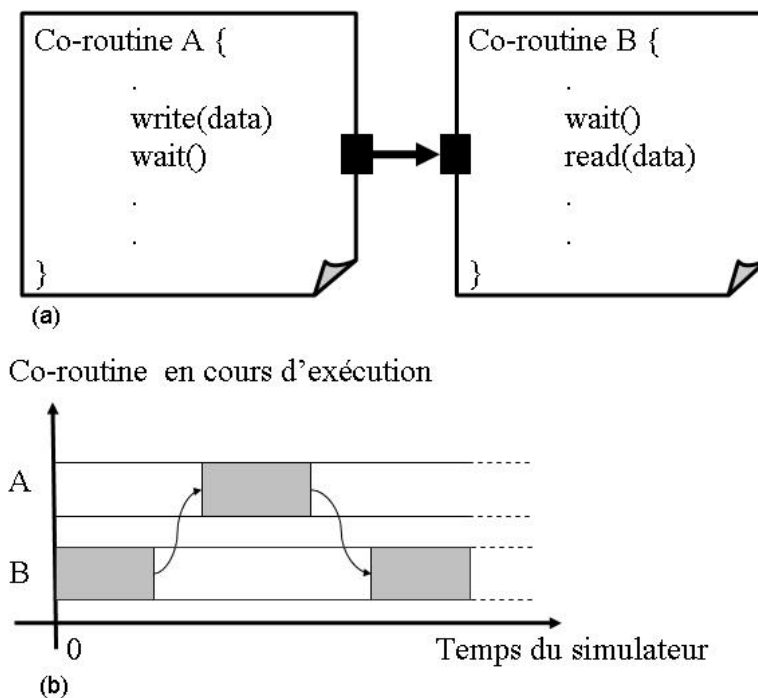 Co-routine A {
.
write(data)
wait()
.
.
}
Co-routine B {
.
wait()
read(data)
.
.
}
(a)
Co-routine en cours d'exécution
A
B
0
Temps du simulateur
(b)